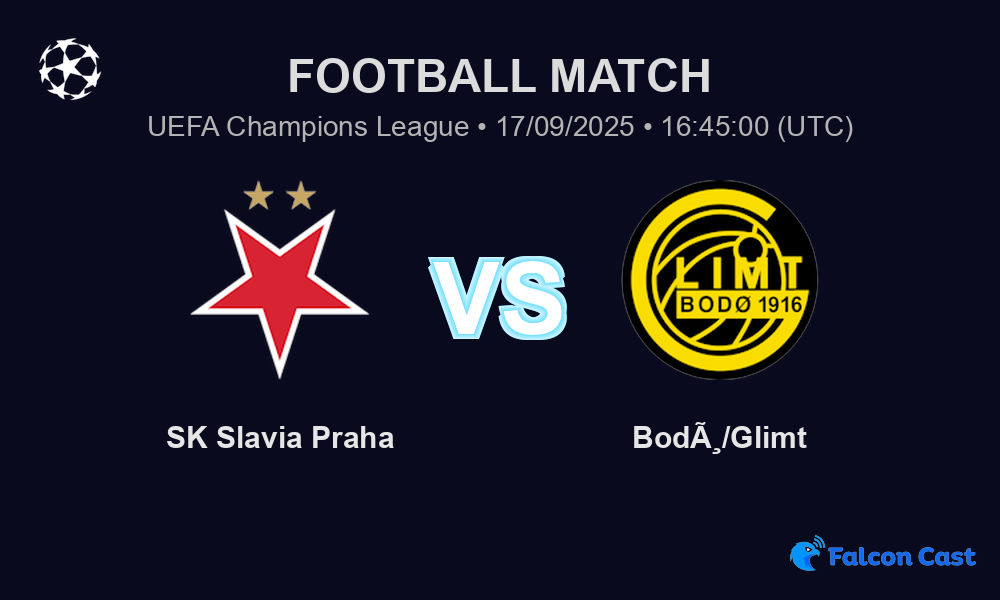 FOOTBALL MATCH
UEFA Champions League • 17/09/2025 • 16:45:00 (UTC)
VS
GLIMT
BODØ 1916
SK Slavia Praha
BodÃ¸/Glimt
Falcon Cast